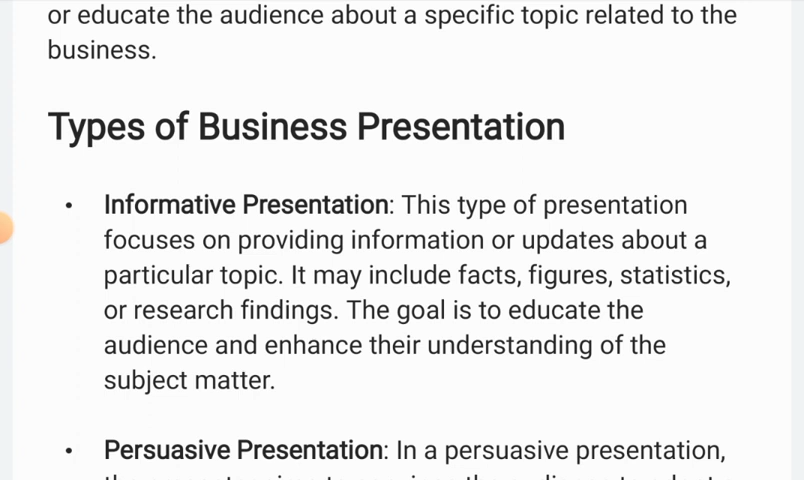 or educate the audience about a specific topic related to the
business.
Types of Business Presentation
• Informative Presentation: This type of presentation
focuses on providing information or updates about a
particular topic. It may include facts, figures, statistics,
or research findings. The goal is to educate the
audience and enhance their understanding of the
subject matter.
• Persuasive Presentation: In a persuasive presentation,